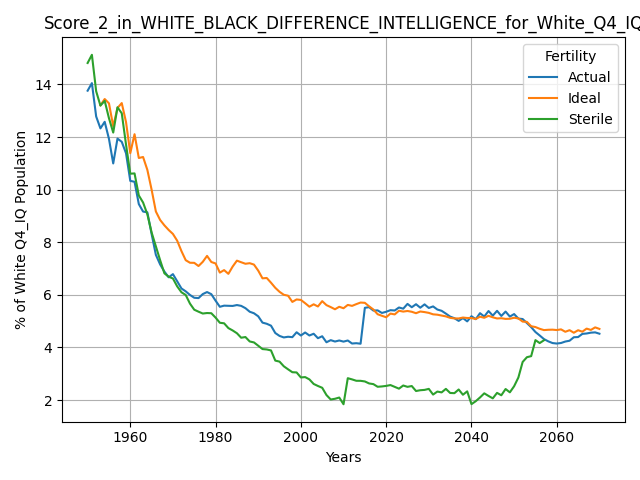 Score_2_in_WHITE_BLACK_DIFFERENCE_INTELLIGENCE_for_White_Q4_IQ
Fertility
Actual
Ideal
Sterile
% of White Q4_IQ Population
14
12
10
8
6
4
2
1960 1980 2000 2020 2040 2060
Years